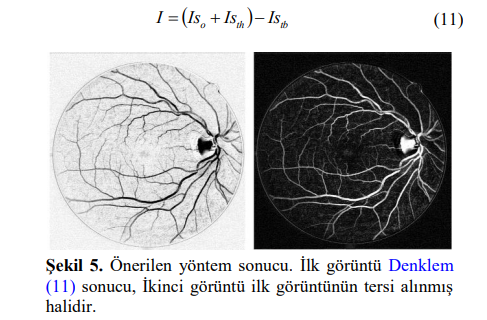 I = (Is_o + Is_th) − Is_tb (11)
Şekil 5. Önerilen yöntem sonucu. İlk görüntü Denklem
(11) sonucu, İkinci görüntü ilk görüntünün tersi alınmış
halidir.